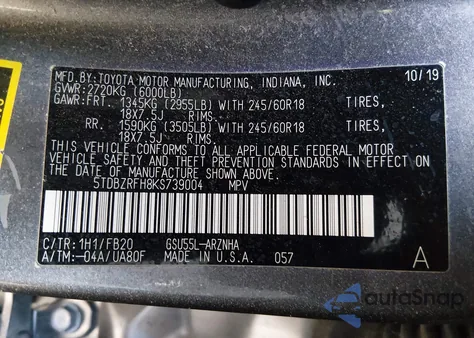 MFD. BY: TOYOTA MOTOR MANUFACTURING, INDIANA, INC. 10/19
GVWR: 2720KG (6000LB)
GAWR: FRT. 1345KG (2955LB) WITH 245/60R18 TIRES,
18X7.5J RIMS.
RR. 1590KG (3505LB) WITH 245/60R18 TIRES,
18X7.5J RIMS.
THIS VEHICLE CONFORMS TO ALL APPLICABLE FEDERAL MOTOR
VEHICLE SAFETY AND THEFT PREVENTION STANDARDS IN EFFECT ON
THE DATE OF MANUFACTURE SHOWN ABOVE.
5TDBZRFH8KS739004 MPV
C/TR: 1H1/FB20 GSU55L-ARZNHA
A/TM: -04A/UA80F MADE IN U.S.A. 057 A
autoSnap